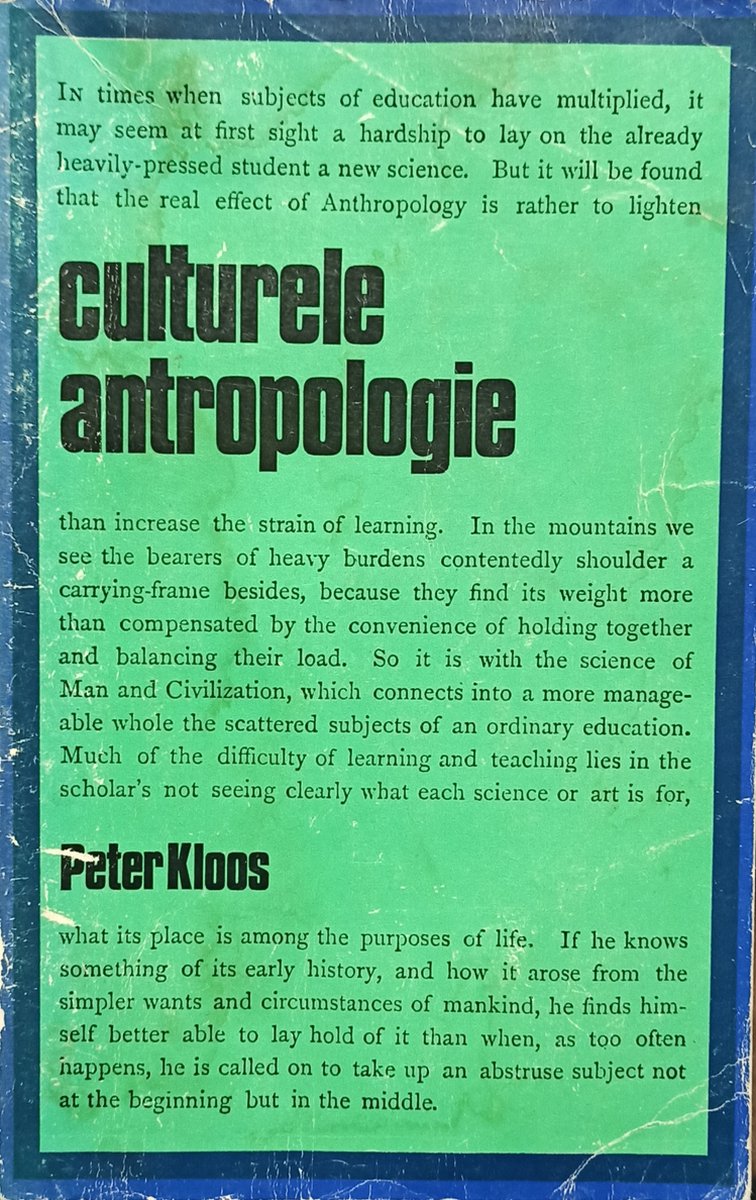 IN times when subjects of education have multiplied, it
may seem at first sight a hardship to lay on the already
heavily-pressed student a new science. But it will be found
that the real effect of Anthropology is rather to lighten
culturele
antropologie
than increase the strain of learning. In the mountains we
see the bearers of heavy burdens contentedly shoulder a
carrying-frame besides, because they find its weight more
than compensated by the convenience of holding together
and balancing their load. So it is with the science of
Man and Civilization, which connects into a more manage-
able whole the scattered subjects of an ordinary education.
Much of the difficulty of learning and teaching lies in the
scholar's not seeing clearly what each science or art is for,
Peter Kloos
what its place is among the purposes of life. If he knows
something of its early history, and how it arose from the
simpler wants and circumstances of mankind, he finds him-
self better able to lay hold of it than when, as too often
happens, he is called on to take up an abstruse subject not
at the beginning but in the middle.